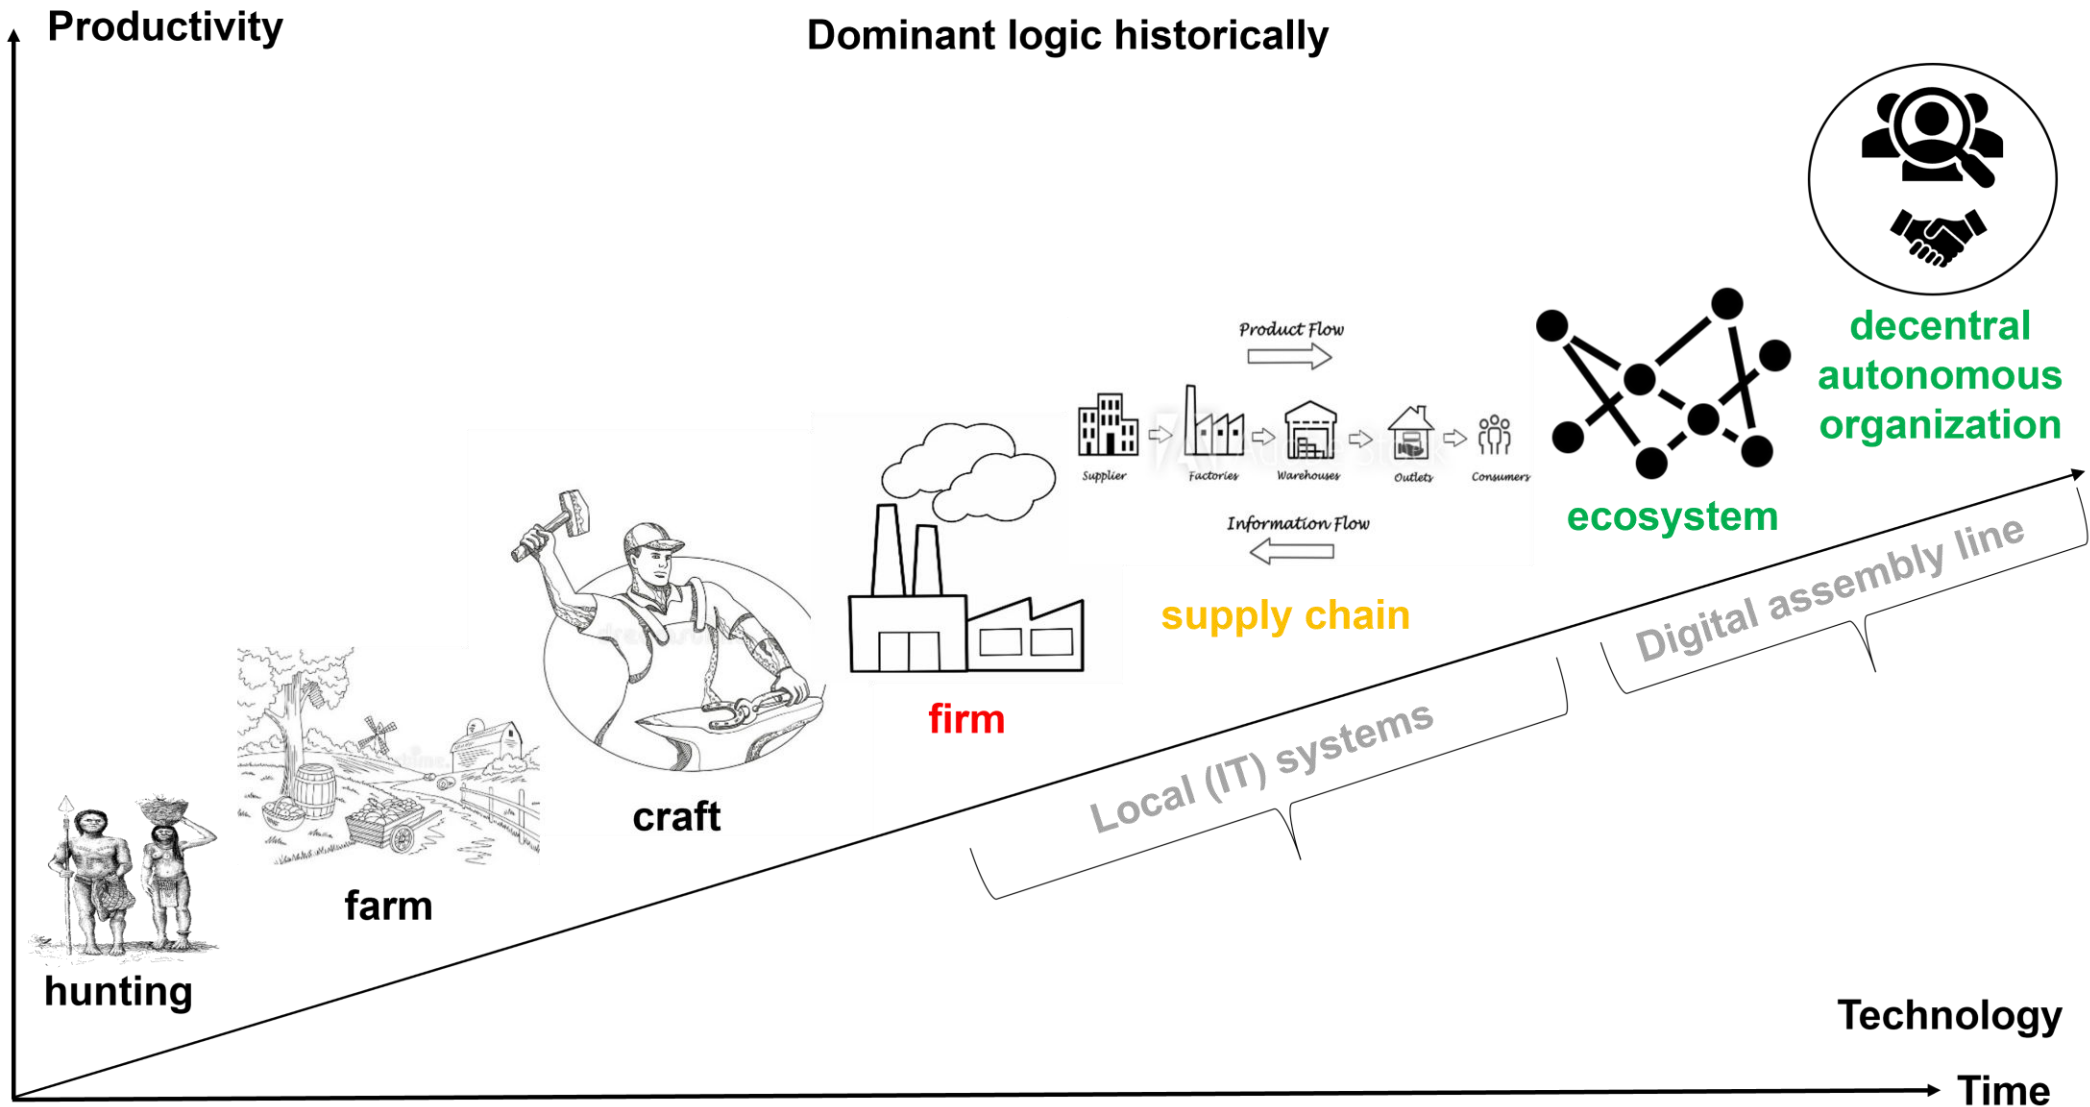 Productivity
Dominant logic historically
decentral
autonomous
organization
Product Flow
Supplier
Factories
Warehouses
Outlets
Consumers
Information Flow
ecosystem
supply chain
Digital assembly line
firm
Local (IT) systems
craft
farm
hunting
Technology
Time